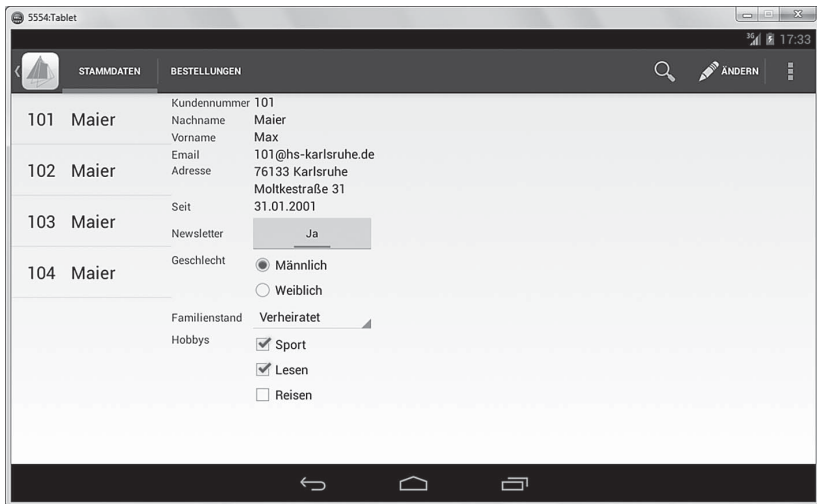 5554:Tablet
3G 17:33
STAMMDATEN BESTELLUNGEN ÄNDERN
101 Maier
102 Maier
103 Maier
104 Maier
Kundennummer 101
Nachname Maier
Vorname Max
Email 101@hs-karlsruhe.de
Adresse 76133 Karlsruhe
Moltkestraße 31
Seit 31.01.2001
Newsletter Ja
Geschlecht Männlich
Weiblich
Familienstand Verheiratet
Hobbys Sport
Lesen
Reisen